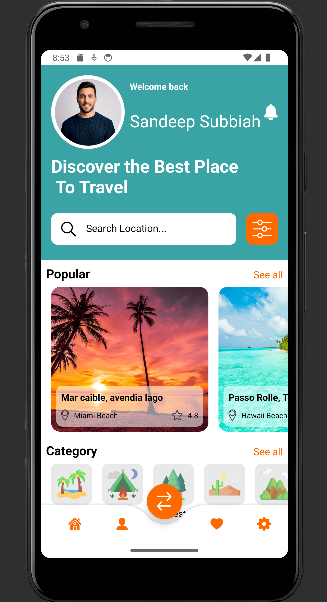 8:53
Welcome back
Sandeep Subbiah
Discover the Best Place
To Travel
Search Location...
Popular
See all
Mar caible, avendia lago
Miami Beach
4.8
Passo Rolle, T
Hawaii Beach
Category
See all